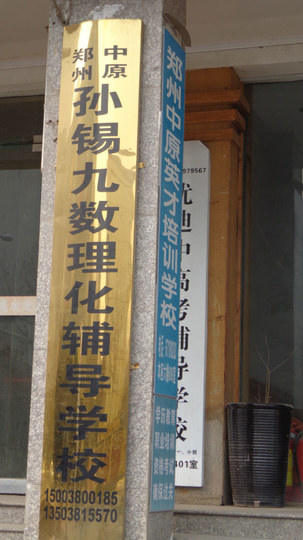 郑州
中原
孙锡九数理化辅导学校
15003800185
13503815570
郑州中原英才培训学校
979567
优迪中高考辅导学校
401室